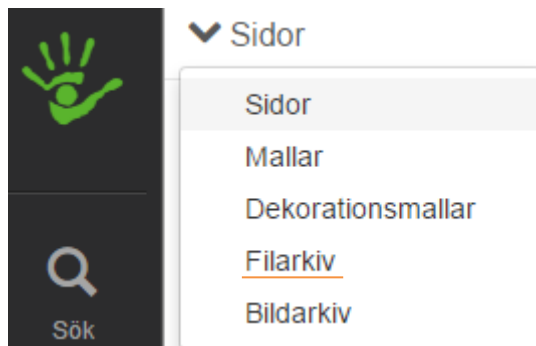 Sidor
Sidor
Mallar
Dekorationsmallar
Filarkiv
Bildarkiv
Sök